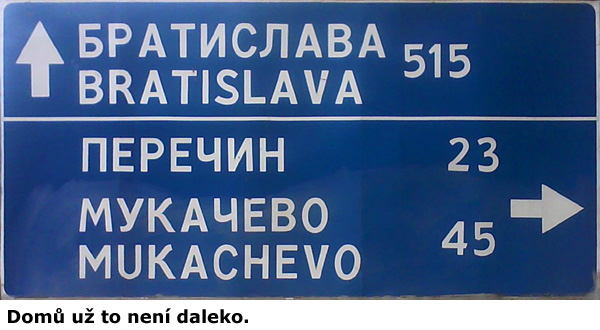 БРАТИСЛАВА 515
BRATISLAVA
ПЕРЕЧИН 23
МУКАЧЕВО 45
MUKACHEVO
Domů už to není daleko.